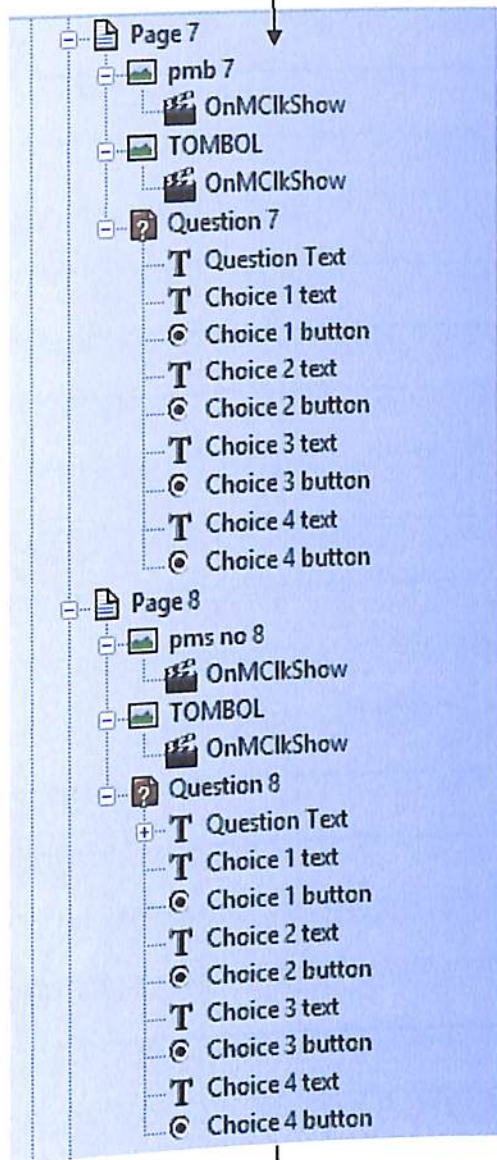 Page 7
pmb 7
OnMClkShow
TOMBOL
OnMClkShow
Question 7
Question Text
Choice 1 text
Choice 1 button
Choice 2 text
Choice 2 button
Choice 3 text
Choice 3 button
Choice 4 text
Choice 4 button
Page 8
pms no 8
OnMClkShow
TOMBOL
OnMClkShow
Question 8
Question Text
Choice 1 text
Choice 1 button
Choice 2 text
Choice 2 button
Choice 3 text
Choice 3 button
Choice 4 text
Choice 4 button